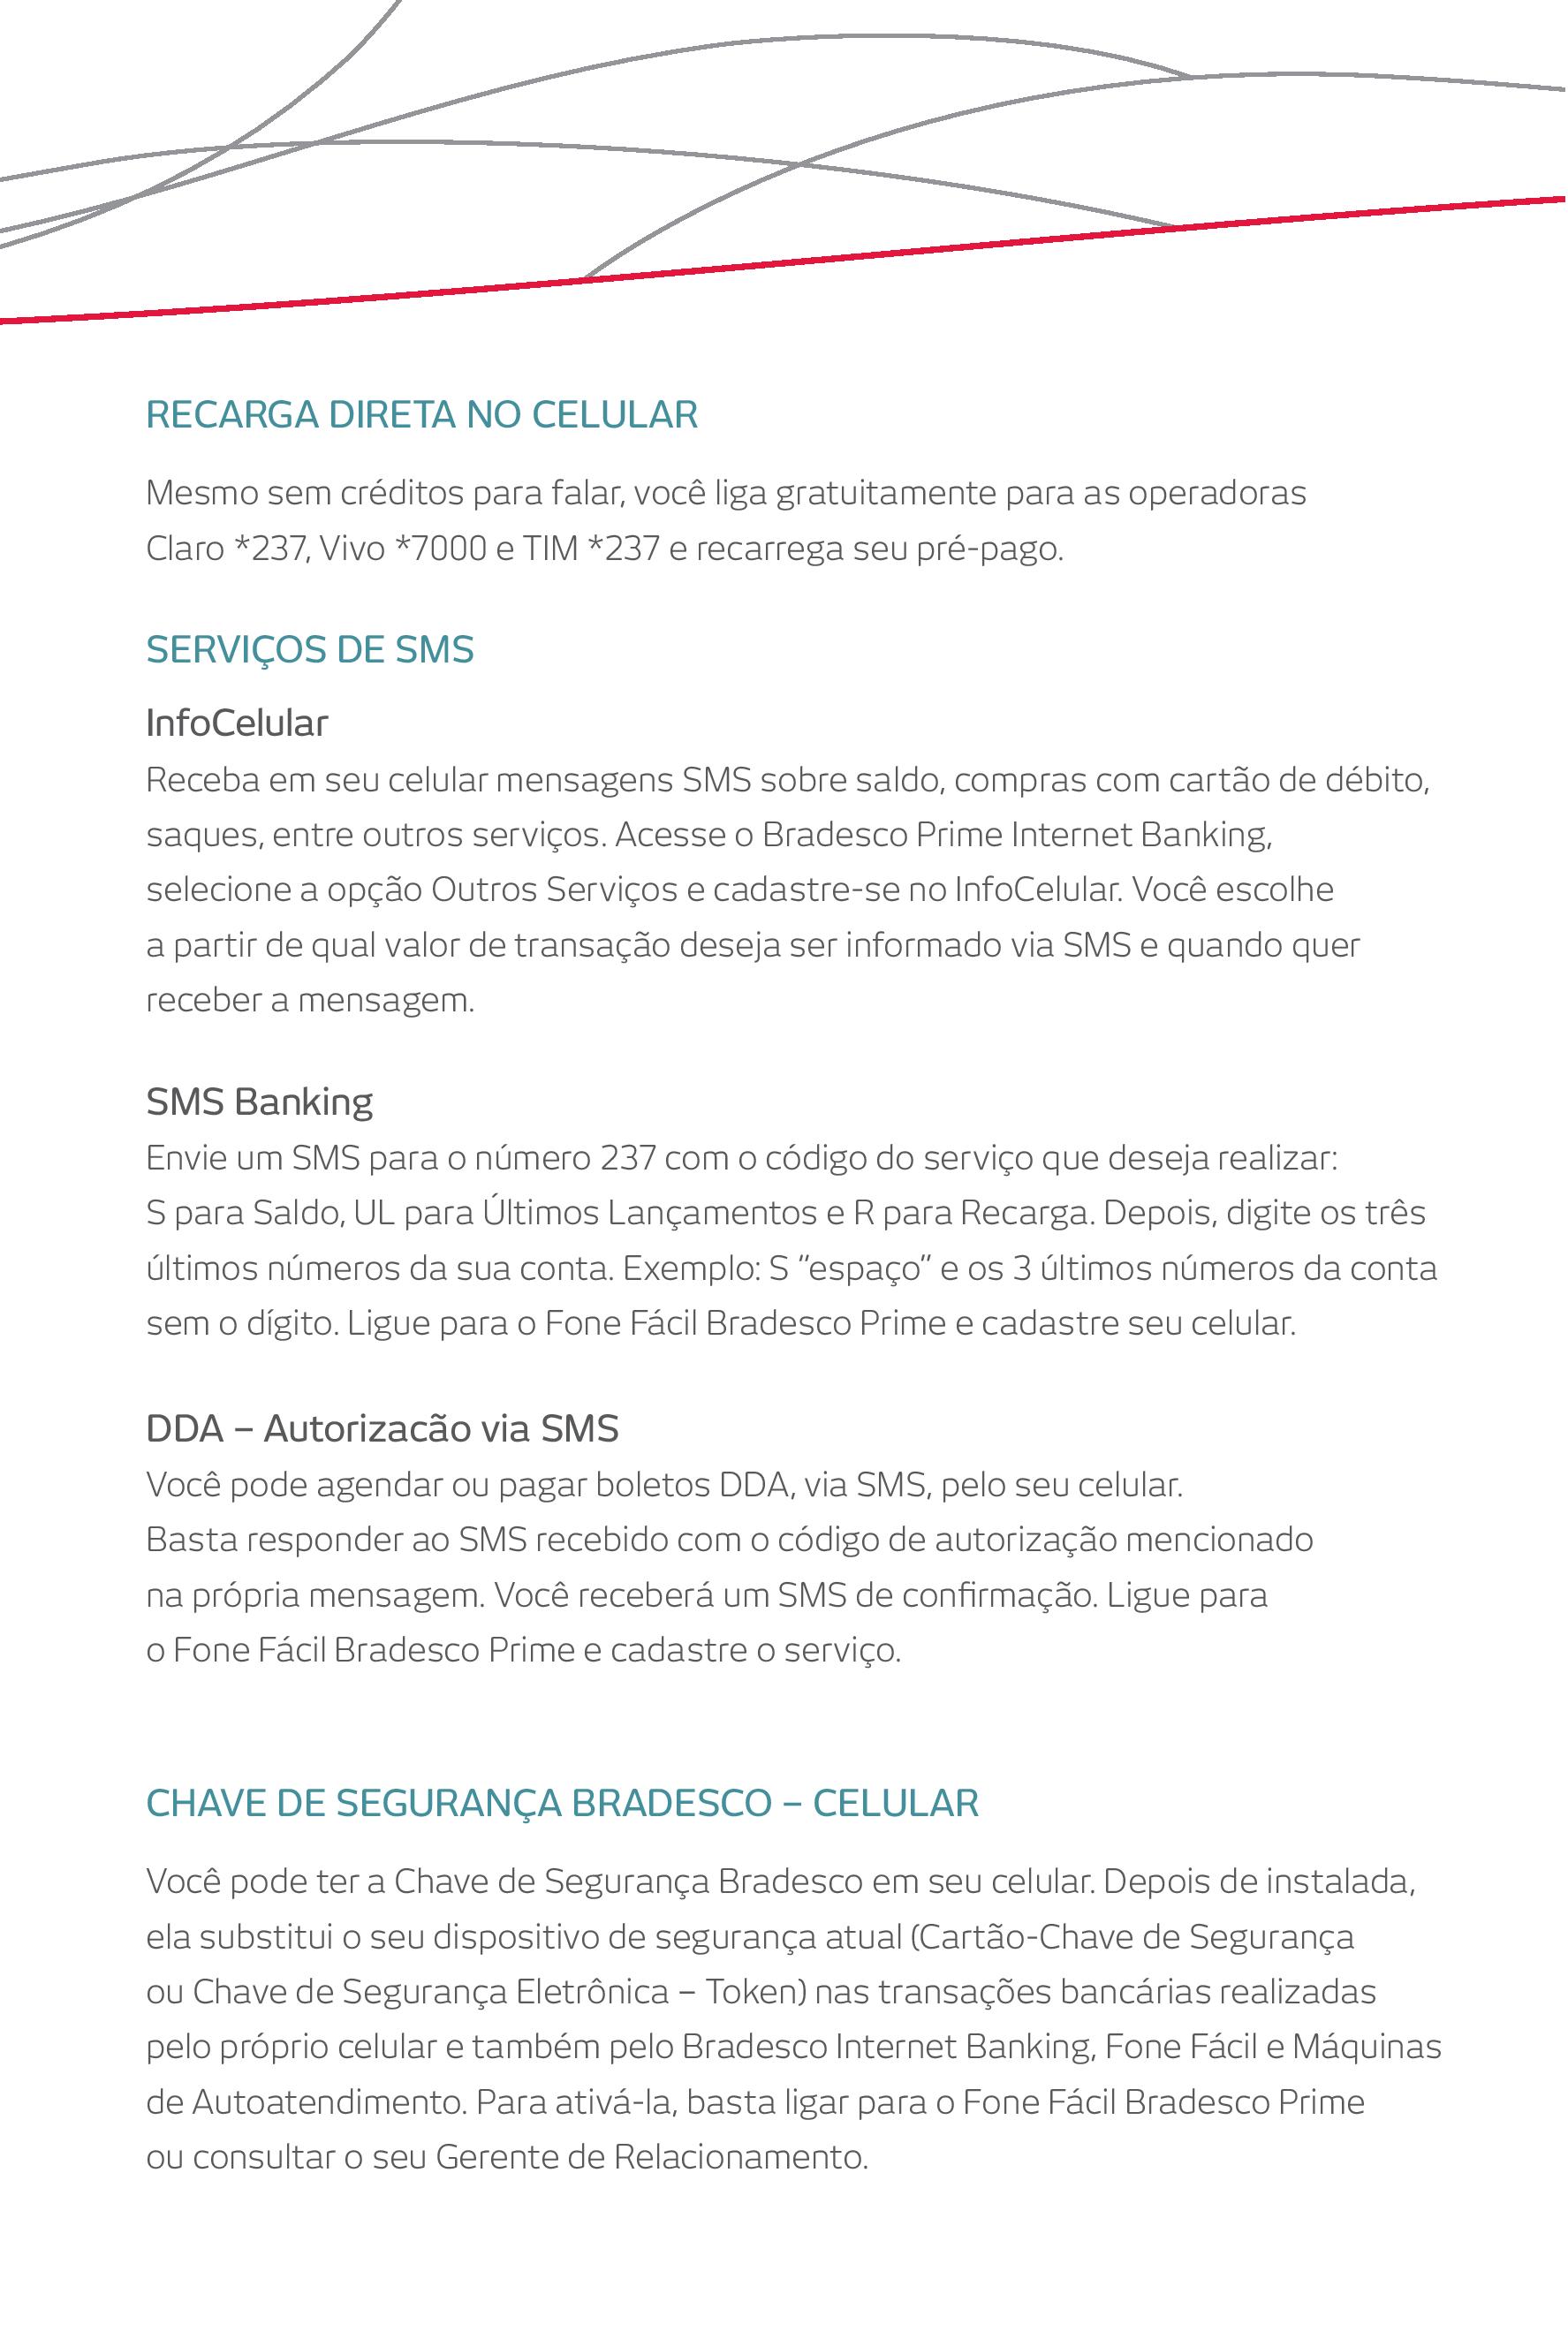 RECARGA DIRETA NO CELULAR
Mesmo sem créditos para falar, você liga gratuitamente para as operadoras
Claro *237, Vivo *7000 e TIM *237 e recarrega seu pré-pago.
SERVIÇOS DE SMS
InfoCelular
Receba em seu celular mensagens SMS sobre saldo, compras com cartão de débito,
saques, entre outros serviços. Acesse o Bradesco Prime Internet Banking,
selecione a opção Outros Serviços e cadastre-se no InfoCelular. Você escolhe
a partir de qual valor de transação deseja ser informado via SMS e quando quer
receber a mensagem.
SMS Banking
Envie um SMS para o número 237 com o código do serviço que deseja realizar:
S para Saldo, UL para Últimos Lançamentos e R para Recarga. Depois, digite os três
últimos números da sua conta. Exemplo: S “espaço” e os 3 últimos números da conta
sem o dígito. Ligue para o Fone Fácil Bradesco Prime e cadastre seu celular.
DDA – Autorizacão via SMS
Você pode agendar ou pagar boletos DDA, via SMS, pelo seu celular.
Basta responder ao SMS recebido com o código de autorização mencionado
na própria mensagem. Você receberá um SMS de confirmação. Ligue para
o Fone Fácil Bradesco Prime e cadastre o serviço.
CHAVE DE SEGURANÇA BRADESCO – CELULAR
Você pode ter a Chave de Segurança Bradesco em seu celular. Depois de instalada,
ela substitui o seu dispositivo de segurança atual (Cartão-Chave de Segurança
ou Chave de Segurança Eletrônica – Token) nas transações bancárias realizadas
pelo próprio celular e também pelo Bradesco Internet Banking, Fone Fácil e Máquinas
de Autoatendimento. Para ativá-la, basta ligar para o Fone Fácil Bradesco Prime
ou consultar o seu Gerente de Relacionamento.